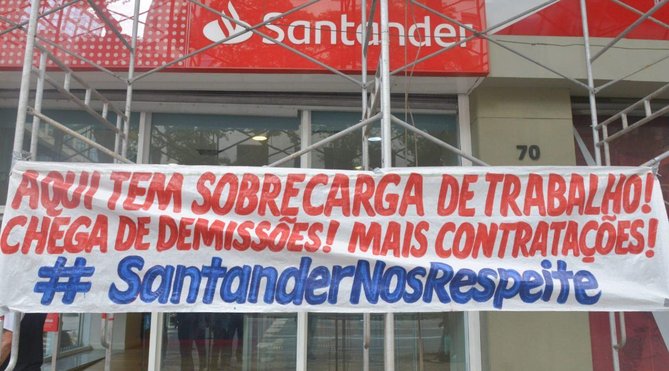 Santander
70
AQUI TEM SOBRECARGA DE TRABALHO!
CHEGA DE DEMISSÕES! MAIS CONTRATAÇÕES!
# SantanderNosRespeite